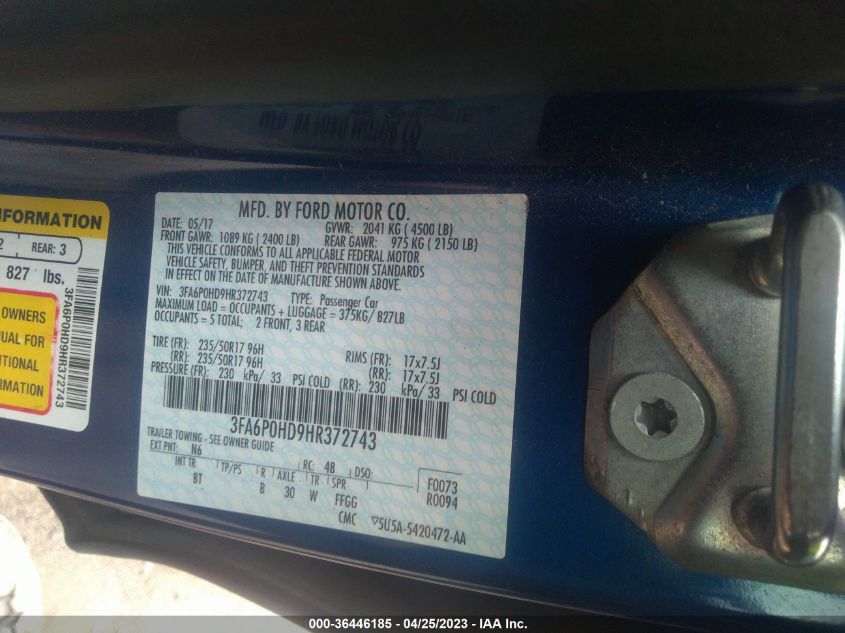 NFORMATION
2 REAR: 3
827 lbs.
OWNERS
NUAL FOR
ITIONAL
RMATION
3FA6P0HD9HR372743
MFD. BY FORD MOTOR CO.
DATE: 05/17 GVWR: 2041 KG ( 4500 LB)
FRONT GAWR: 1089 KG ( 2400 LB) REAR GAWR: 975 KG ( 2150 LB)
THIS VEHICLE CONFORMS TO ALL APPLICABLE FEDERAL MOTOR
VEHICLE SAFETY, BUMPER, AND THEFT PREVENTION STANDARDS
IN EFFECT ON THE DATE OF MANUFACTURE SHOWN ABOVE.
VIN: 3FA6P0HD9HR372743 TYPE: Passenger Car
MAXIMUM LOAD = OCCUPANTS + LUGGAGE = 375KG/ 827LB
OCCUPANTS = 5 TOTAL; 2 FRONT, 3 REAR
TIRE (FR): 235/50R17 96H RIMS (FR): 17x7.5J
(RR): 235/50R17 96H (RR): 17x7.5J
PRESSURE (FR): 230 kPa/ 33 PSI COLD (RR): 230 kPa/33 PSI COLD
3FA6P0HD9HR372743
TRAILER TOWING - SEE OWNER GUIDE
EXT PNT: N6 RC: 48 DSO: F0073
INT TR TP/PS R AXLE TR SPR R0094
BT B 30 W FFGG
CMC ▽5U5A-5420472-AA
000-36446185 / 04/25/2023 / IAA Inc.